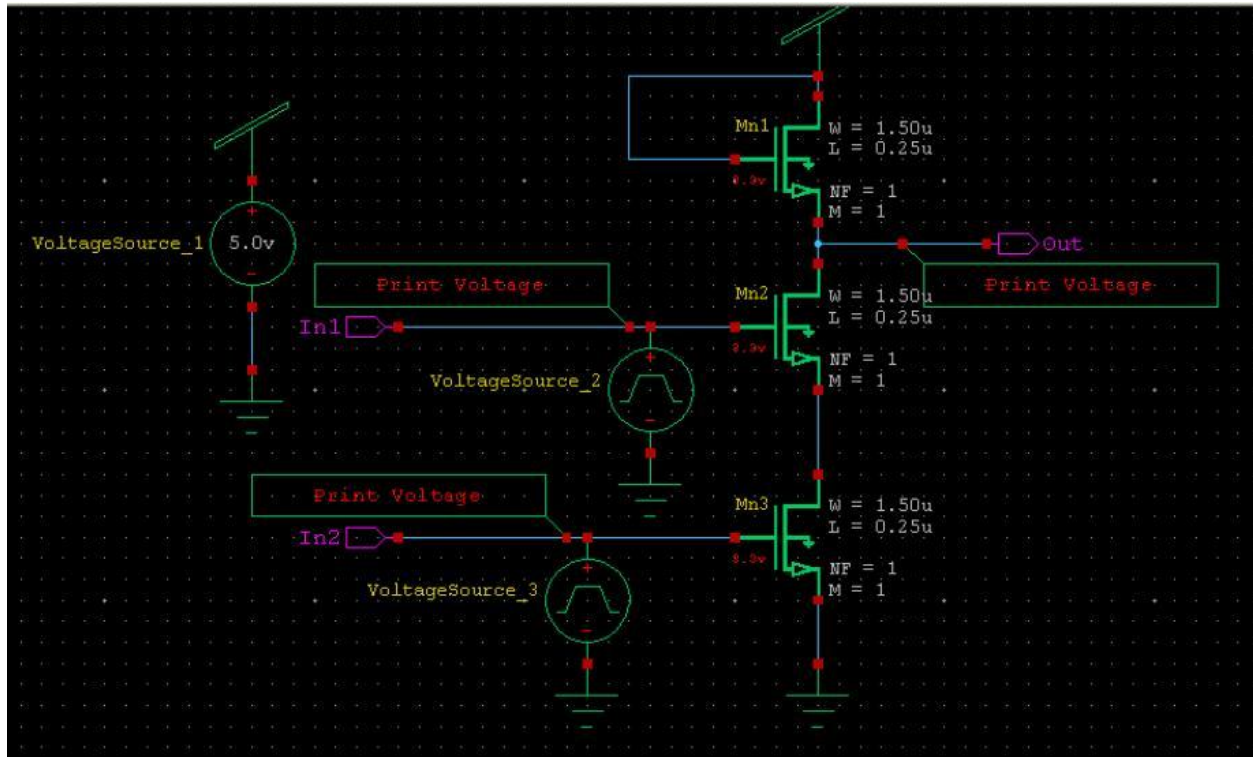 Mn1
W = 1.50u
L = 0.25u
NF = 1
M = 1
VoltageSource_1
5.0v
Out
Print Voltage
Print Voltage
Mn2
W = 1.50u
L = 0.25u
In1
NF = 1
M = 1
VoltageSource_2
Print Voltage
Mn3
W = 1.50u
L = 0.25u
In2
NF = 1
M = 1
VoltageSource_3